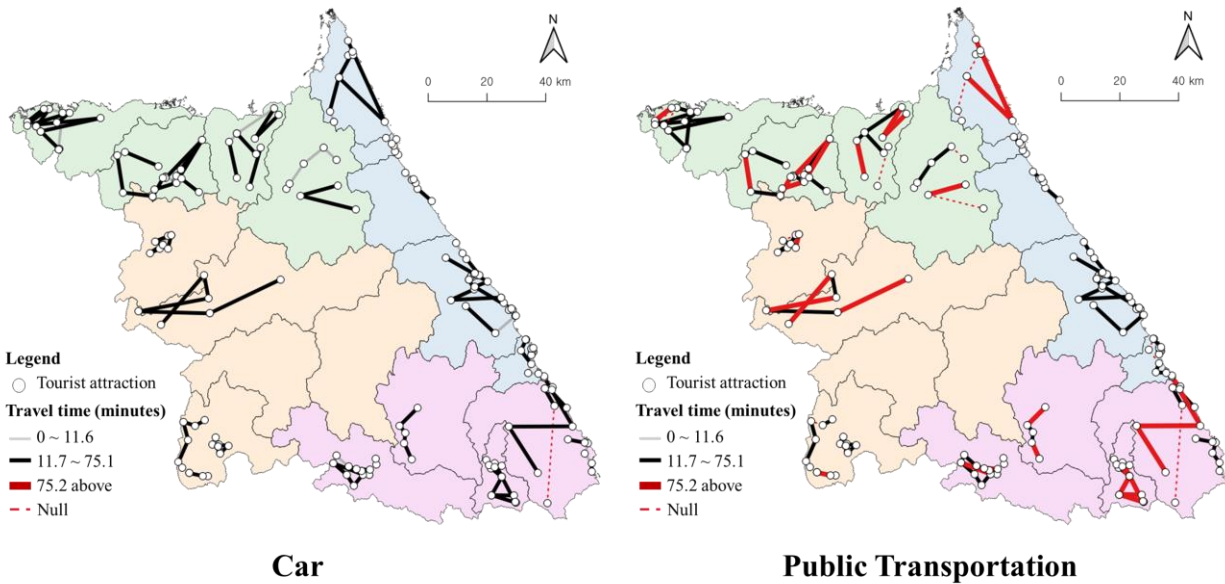 N
0 20 40 km
Legend
Tourist attraction
Travel time (minutes)
0 ~ 11.6
11.7 ~ 75.1
75.2 above
Null
Car
N
0 20 40 km
Legend
Tourist attraction
Travel time (minutes)
0 ~ 11.6
11.7 ~ 75.1
75.2 above
Null
Public Transportation